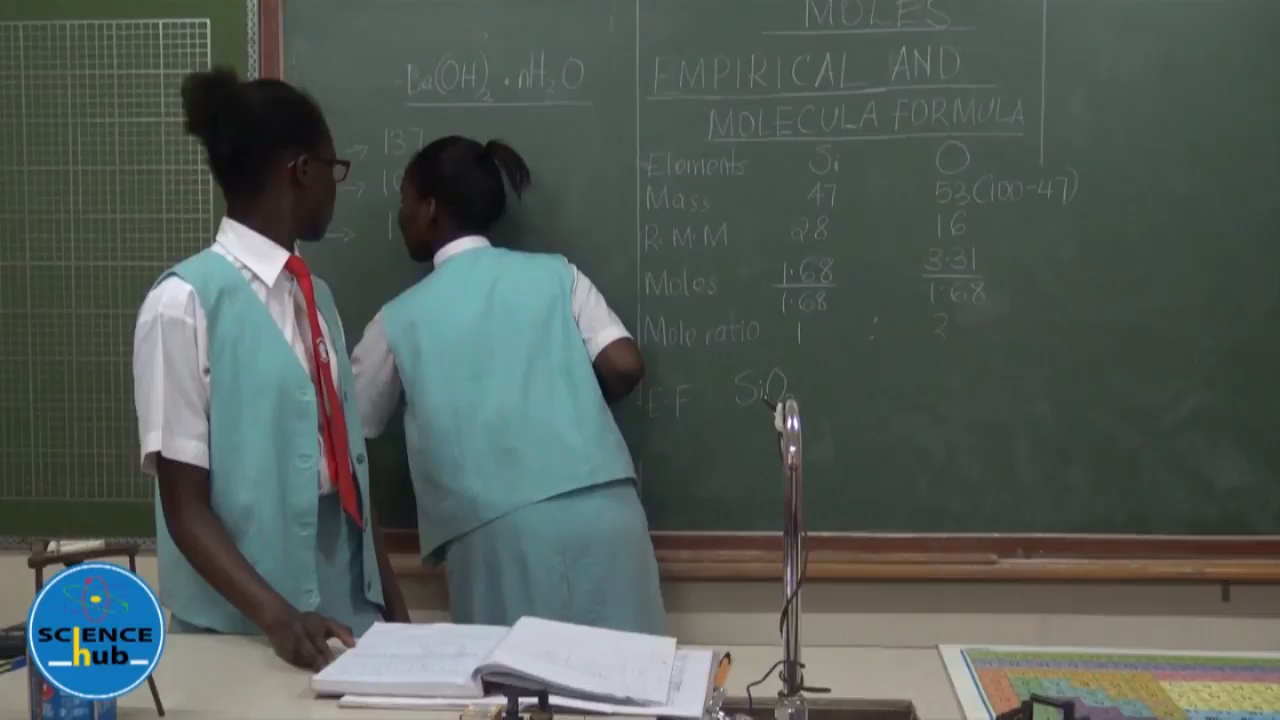 Ba(OH)₂ • nH₂O
137
MOLES
EMPIRICAL AND
MOLECULA FORMULA
Elements Si O
Mass 47 53(100-47)
R.M.M 28 16
Moles 1.68/1.68 3.31/1.68
Mole ratio 1 : 2
EF SiO
SCIENCE
hub